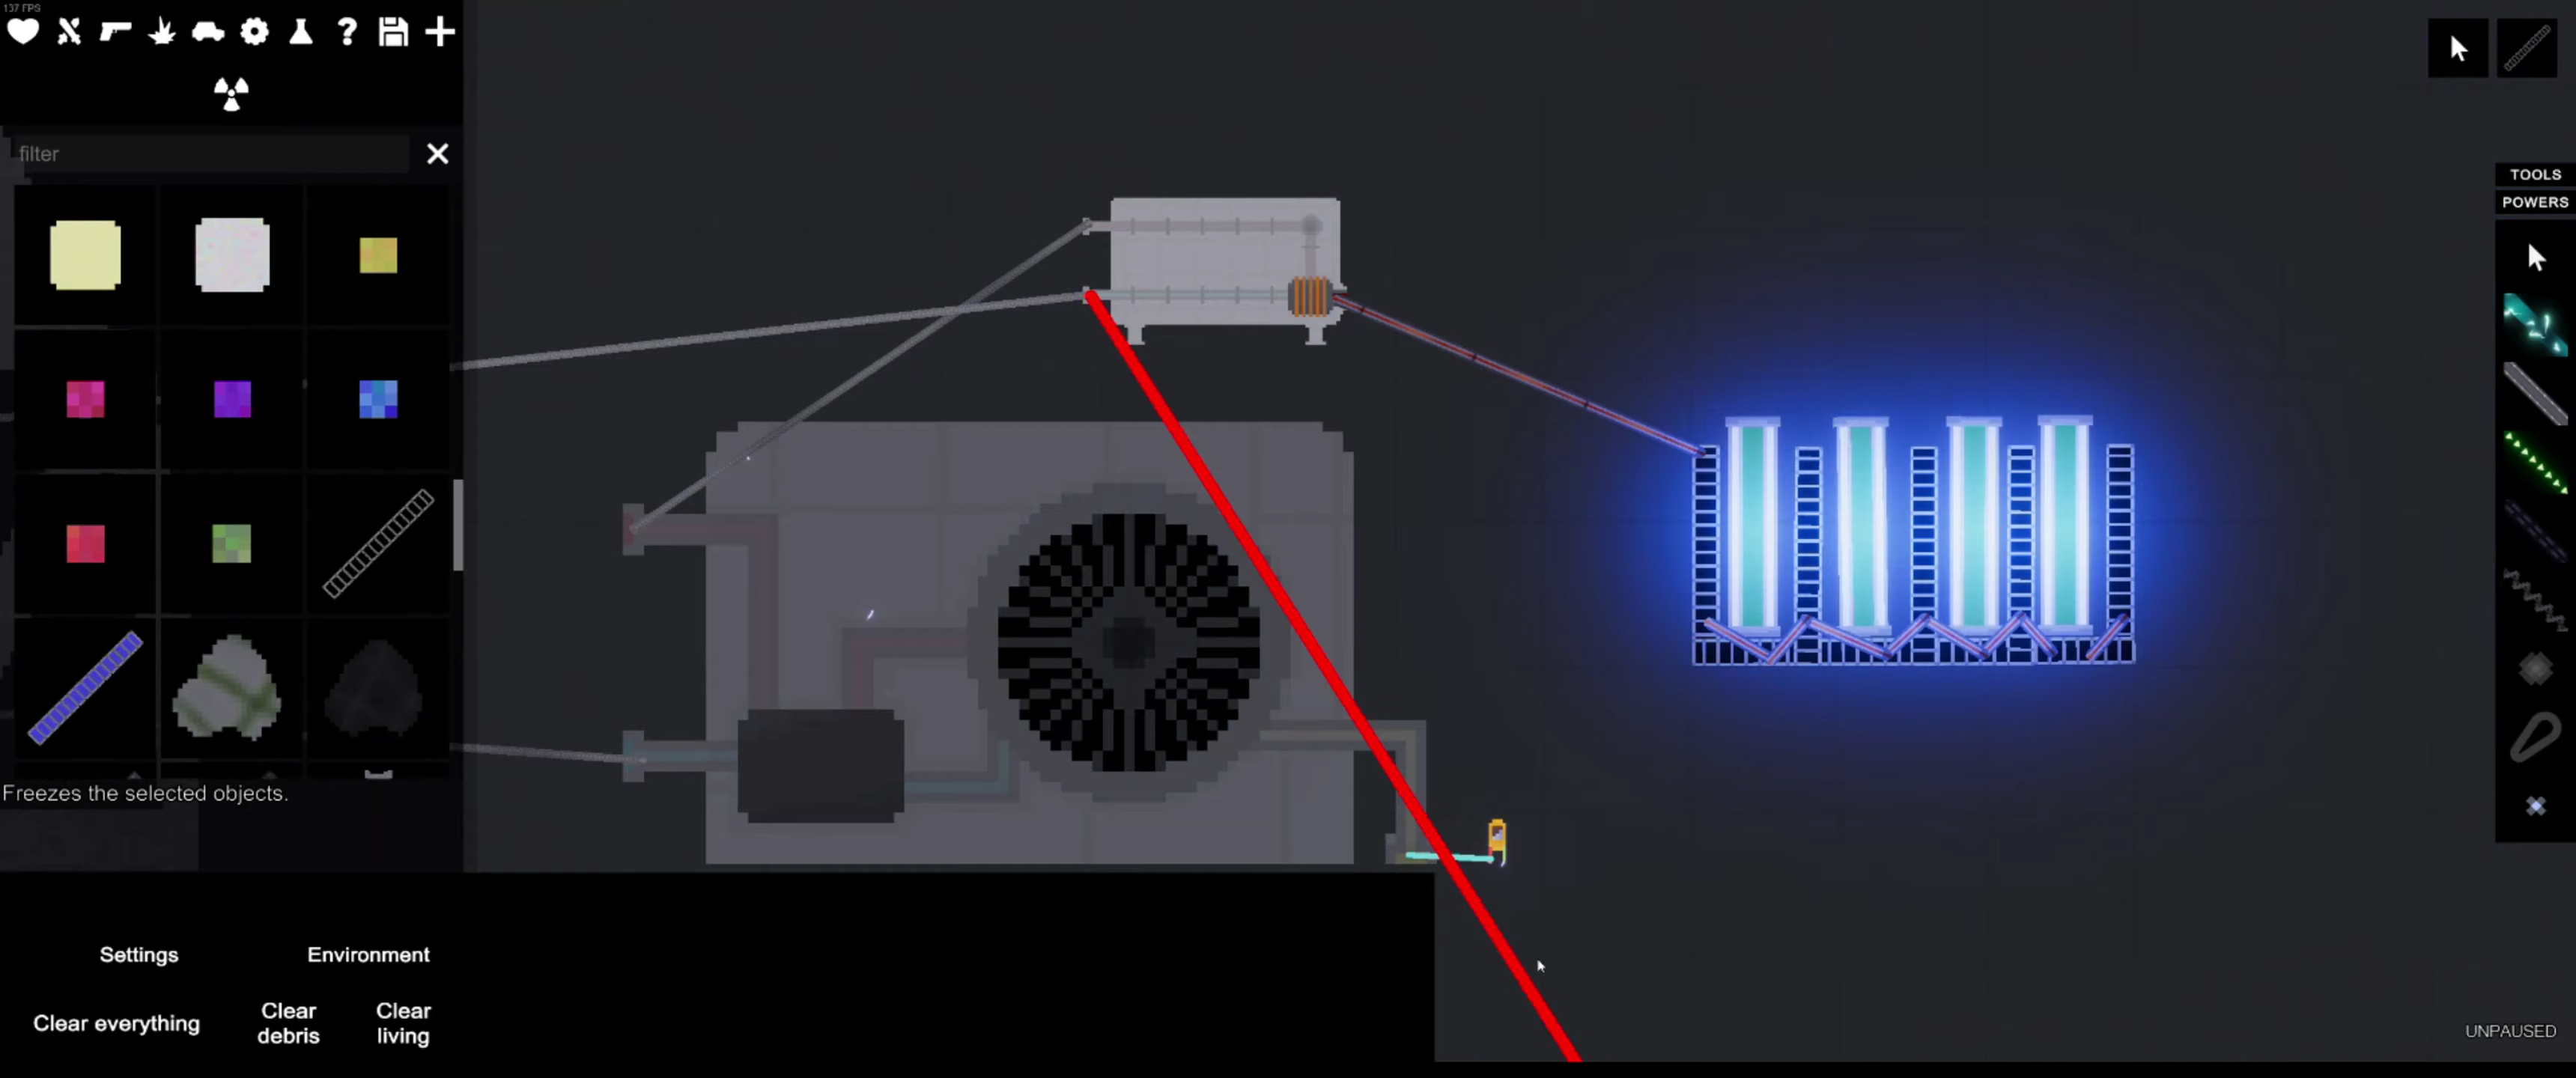 137 FPS
filter
TOOLS
POWERS
Freezes the selected objects.
Settings
Environment
Clear everything
Clear
debris
Clear
living
UNPAUSED